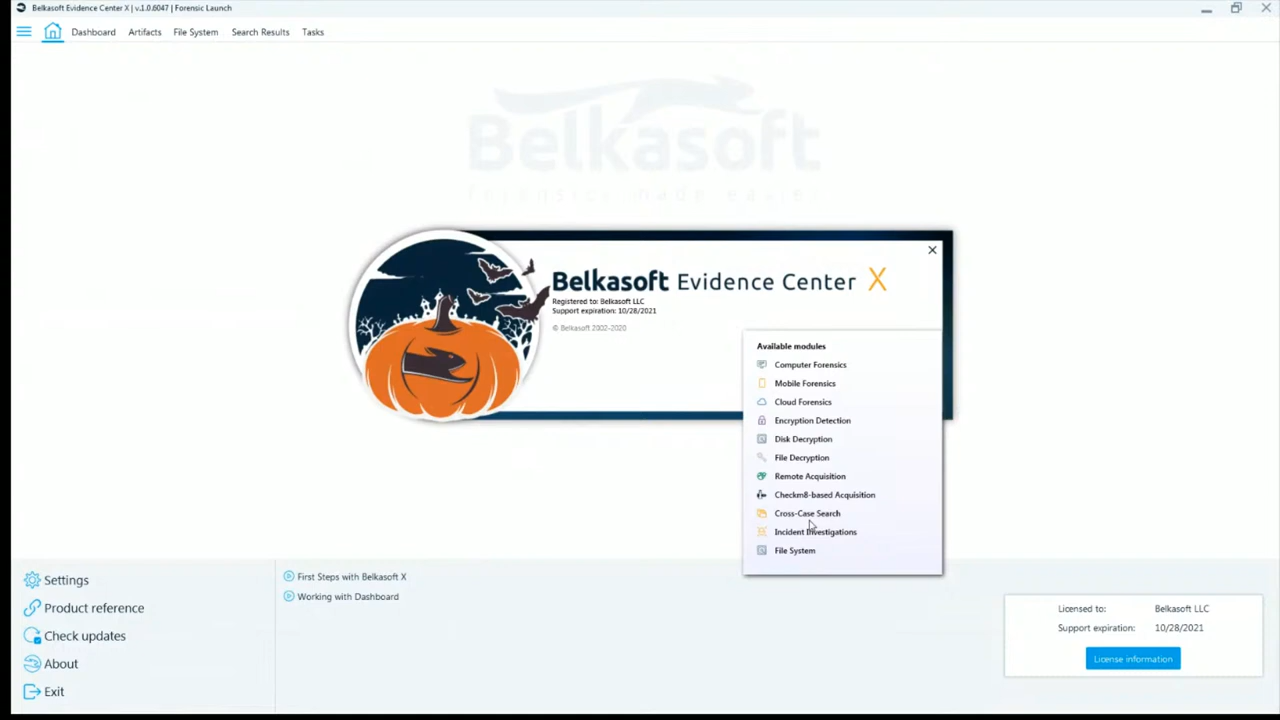 Belkasoft Evidence Center X | v.1.0.6047 | Forensic Launch
Dashboard Artifacts File System Search Results Tasks
Belkasoft
forensics made easier
Belkasoft Evidence Center X
Registered to: Belkasoft LLC
Support expiration: 10/28/2021
© Belkasoft 2002-2020
Available modules
Computer Forensics
Mobile Forensics
Cloud Forensics
Encryption Detection
Disk Decryption
File Decryption
Remote Acquisition
Checkm8-based Acquisition
Cross-Case Search
Incident Investigations
File System
Settings
Product reference
Check updates
About
Exit
First Steps with Belkasoft X
Working with Dashboard
Licensed to: Belkasoft LLC
Support expiration: 10/28/2021
License information